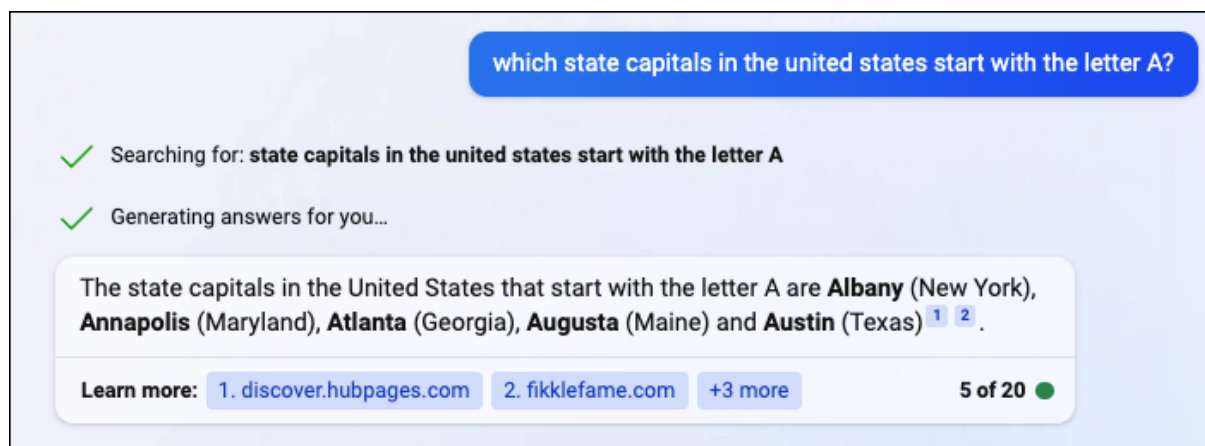 which state capitals in the united states start with the letter A?
Searching for: state capitals in the united states start with the letter A
Generating answers for you...
The state capitals in the United States that start with the letter A are Albany (New York),
Annapolis (Maryland), Atlanta (Georgia), Augusta (Maine) and Austin (Texas) 1 2 .
Learn more: 1. discover.hubpages.com 2. fikklefame.com +3 more 5 of 20